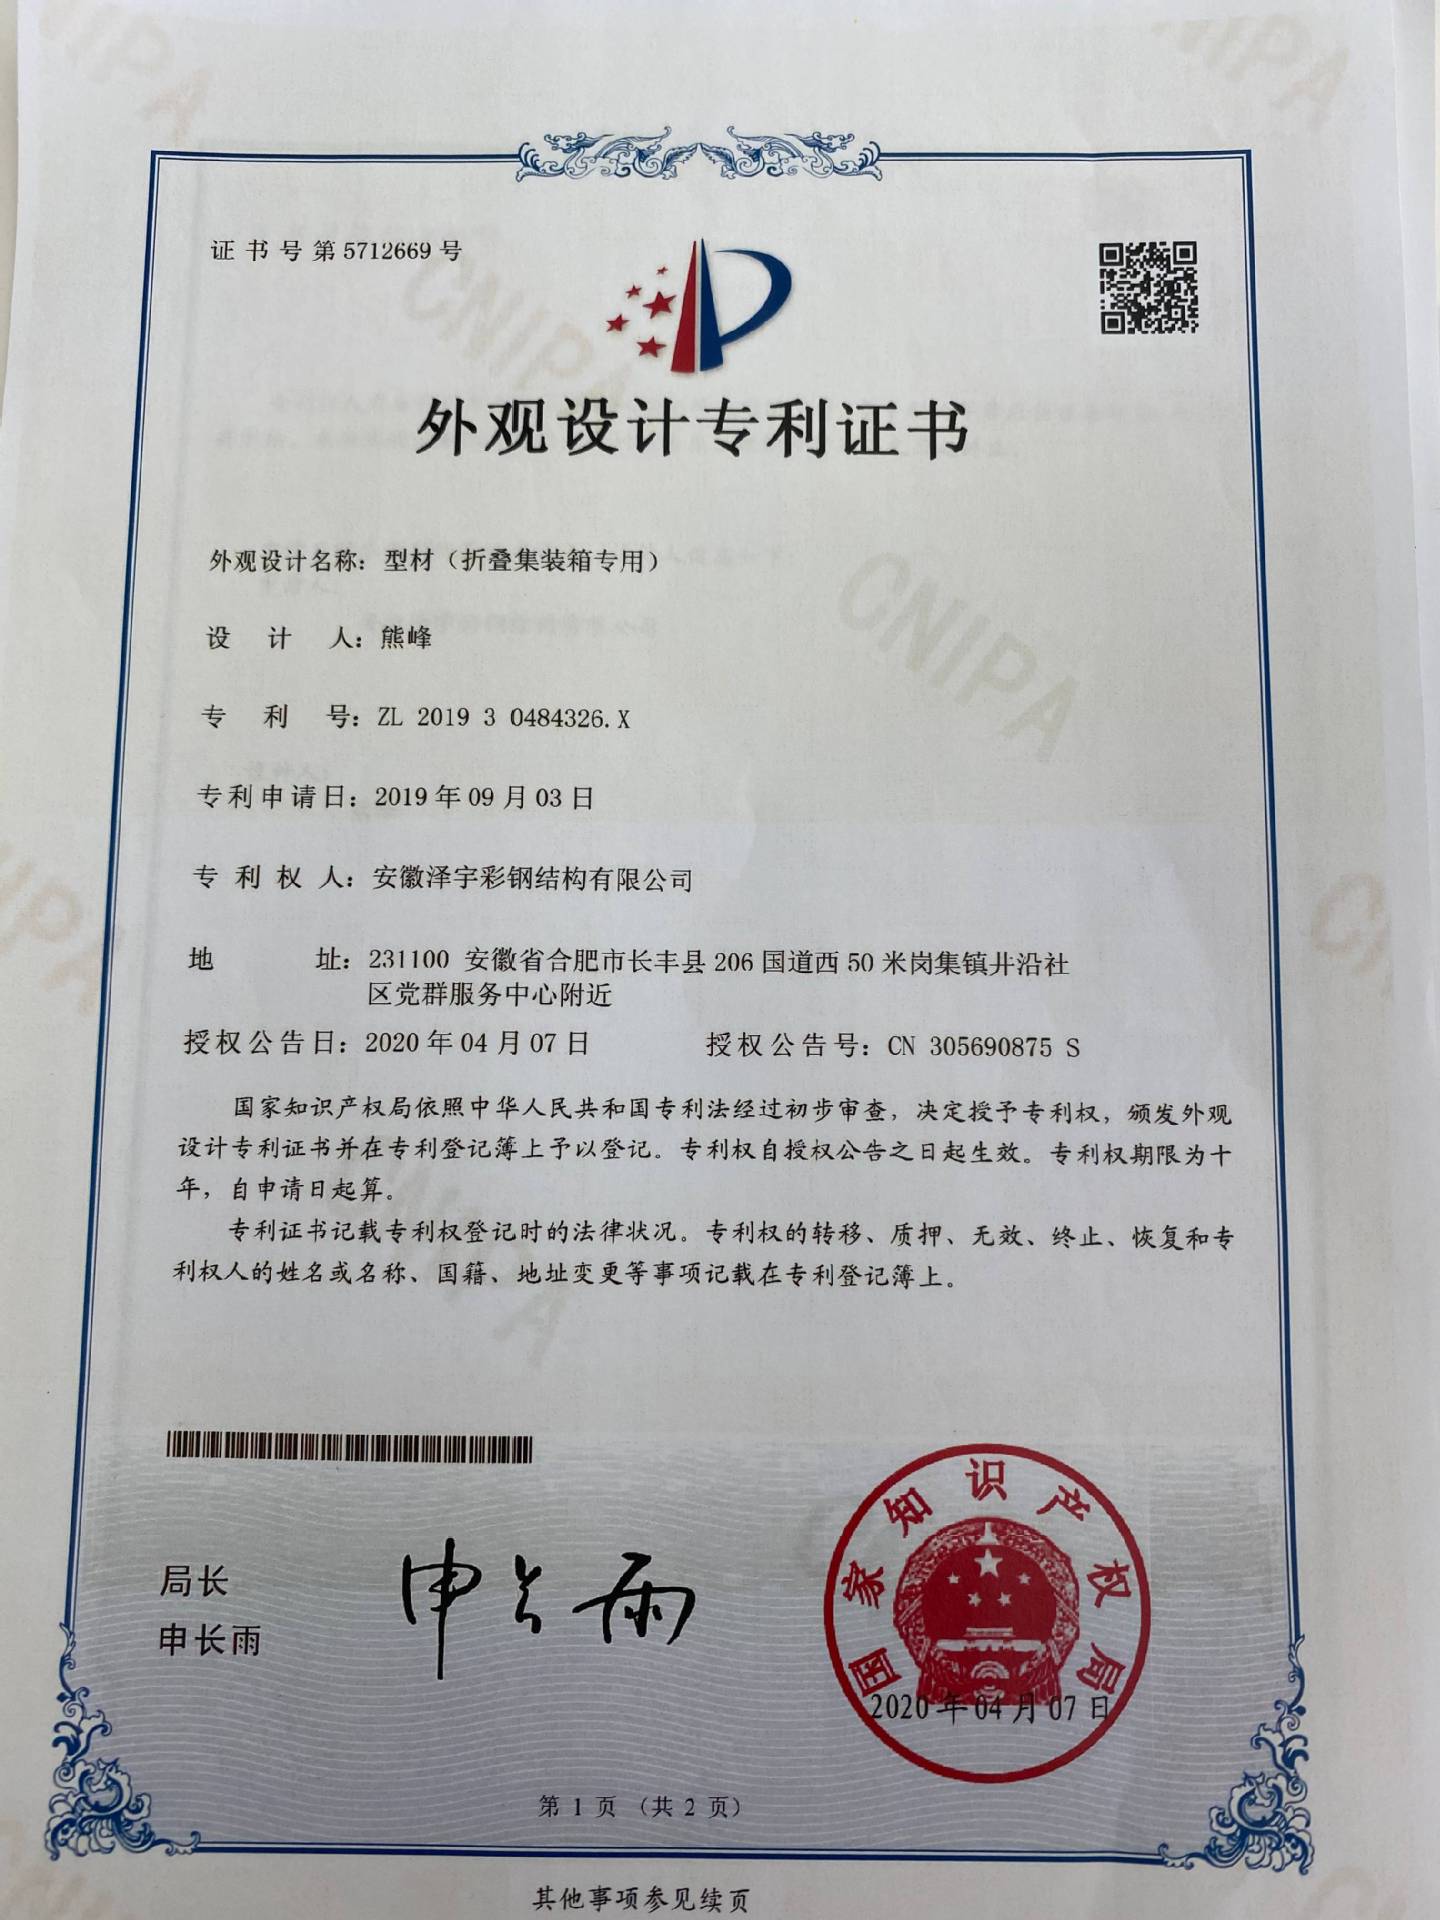 证书号第5712669号
外观设计专利证书
外观设计名称：型材（折叠集装箱专用）
设计人：熊峰
专利号：ZL 2019 3 0484326.X
专利申请日：2019年09月03日
专利权人：安徽泽宇彩钢结构有限公司
地址：231100 安徽省合肥市长丰县206国道西50米岗集镇井沿社
区党群服务中心附近
授权公告日：2020年04月07日 授权公告号：CN 305690875 S
国家知识产权局依照中华人民共和国专利法经过初步审查，决定授予专利权，颁发外观
设计专利证书并在专利登记簿上予以登记。专利权自授权公告之日起生效。专利权期限为十
年，自申请日起算。
专利证书记载专利权登记时的法律状况。专利权的转移、质押、无效、终止、恢复和专
利权人的姓名或名称、国籍、地址变更等事项记载在专利登记簿上。
局长
申长雨
申长雨
国家知识产权局
2020年04月07日
第1页（共2页）
其他事项参见续页
CNIPA
CNIPA
CNIPA